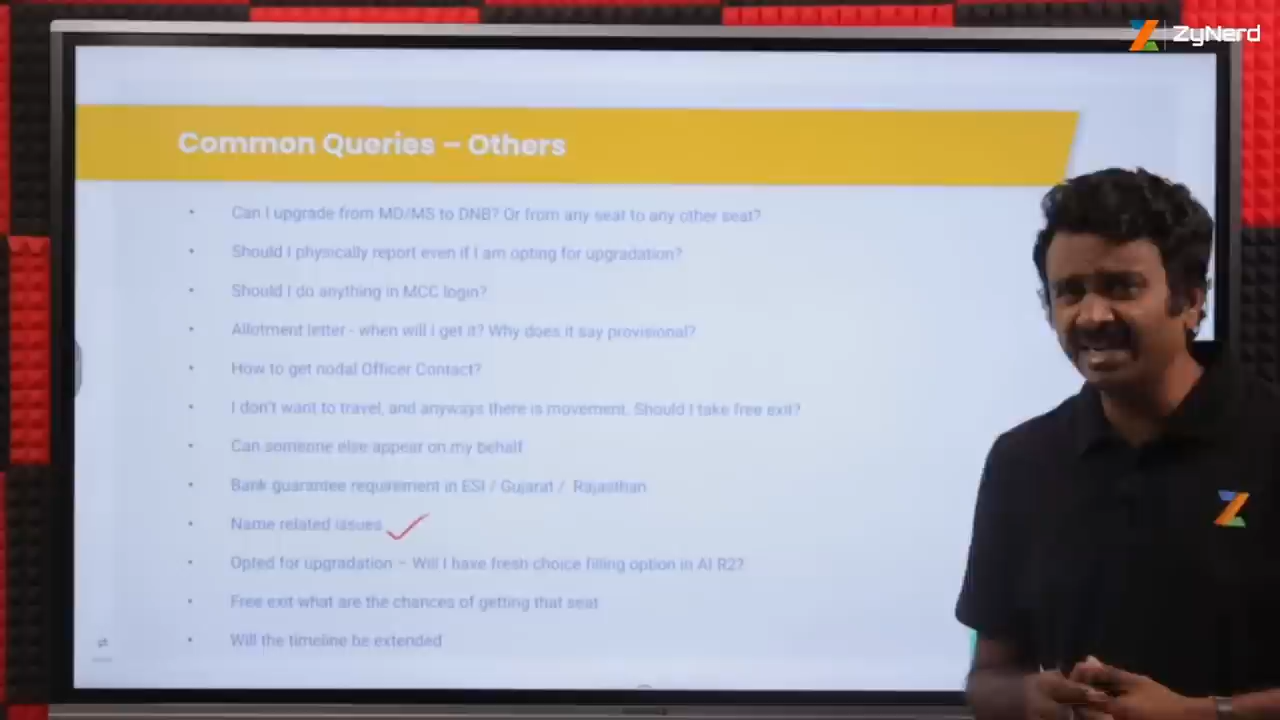 ZyNerd
Common Queries – Others
• Can I upgrade from MD/MS to DNB? Or from any seat to any other seat?
• Should I physically report even if I am opting for upgradation?
• Should I do anything in MCC login?
• Allotment letter - when will I get it? Why does it say provisional?
• How to get nodal Officer Contact?
• I don't want to travel, and anyways there is movement. Should I take free exit?
• Can someone else appear on my behalf
• Bank guarantee requirement in ESI / Gujarat / Rajasthan
• Name related issues
• Opted for upgradation – Will I have fresh choice filling option in AI R2?
• Free exit what are the chances of getting that seat
• Will the timeline be extended